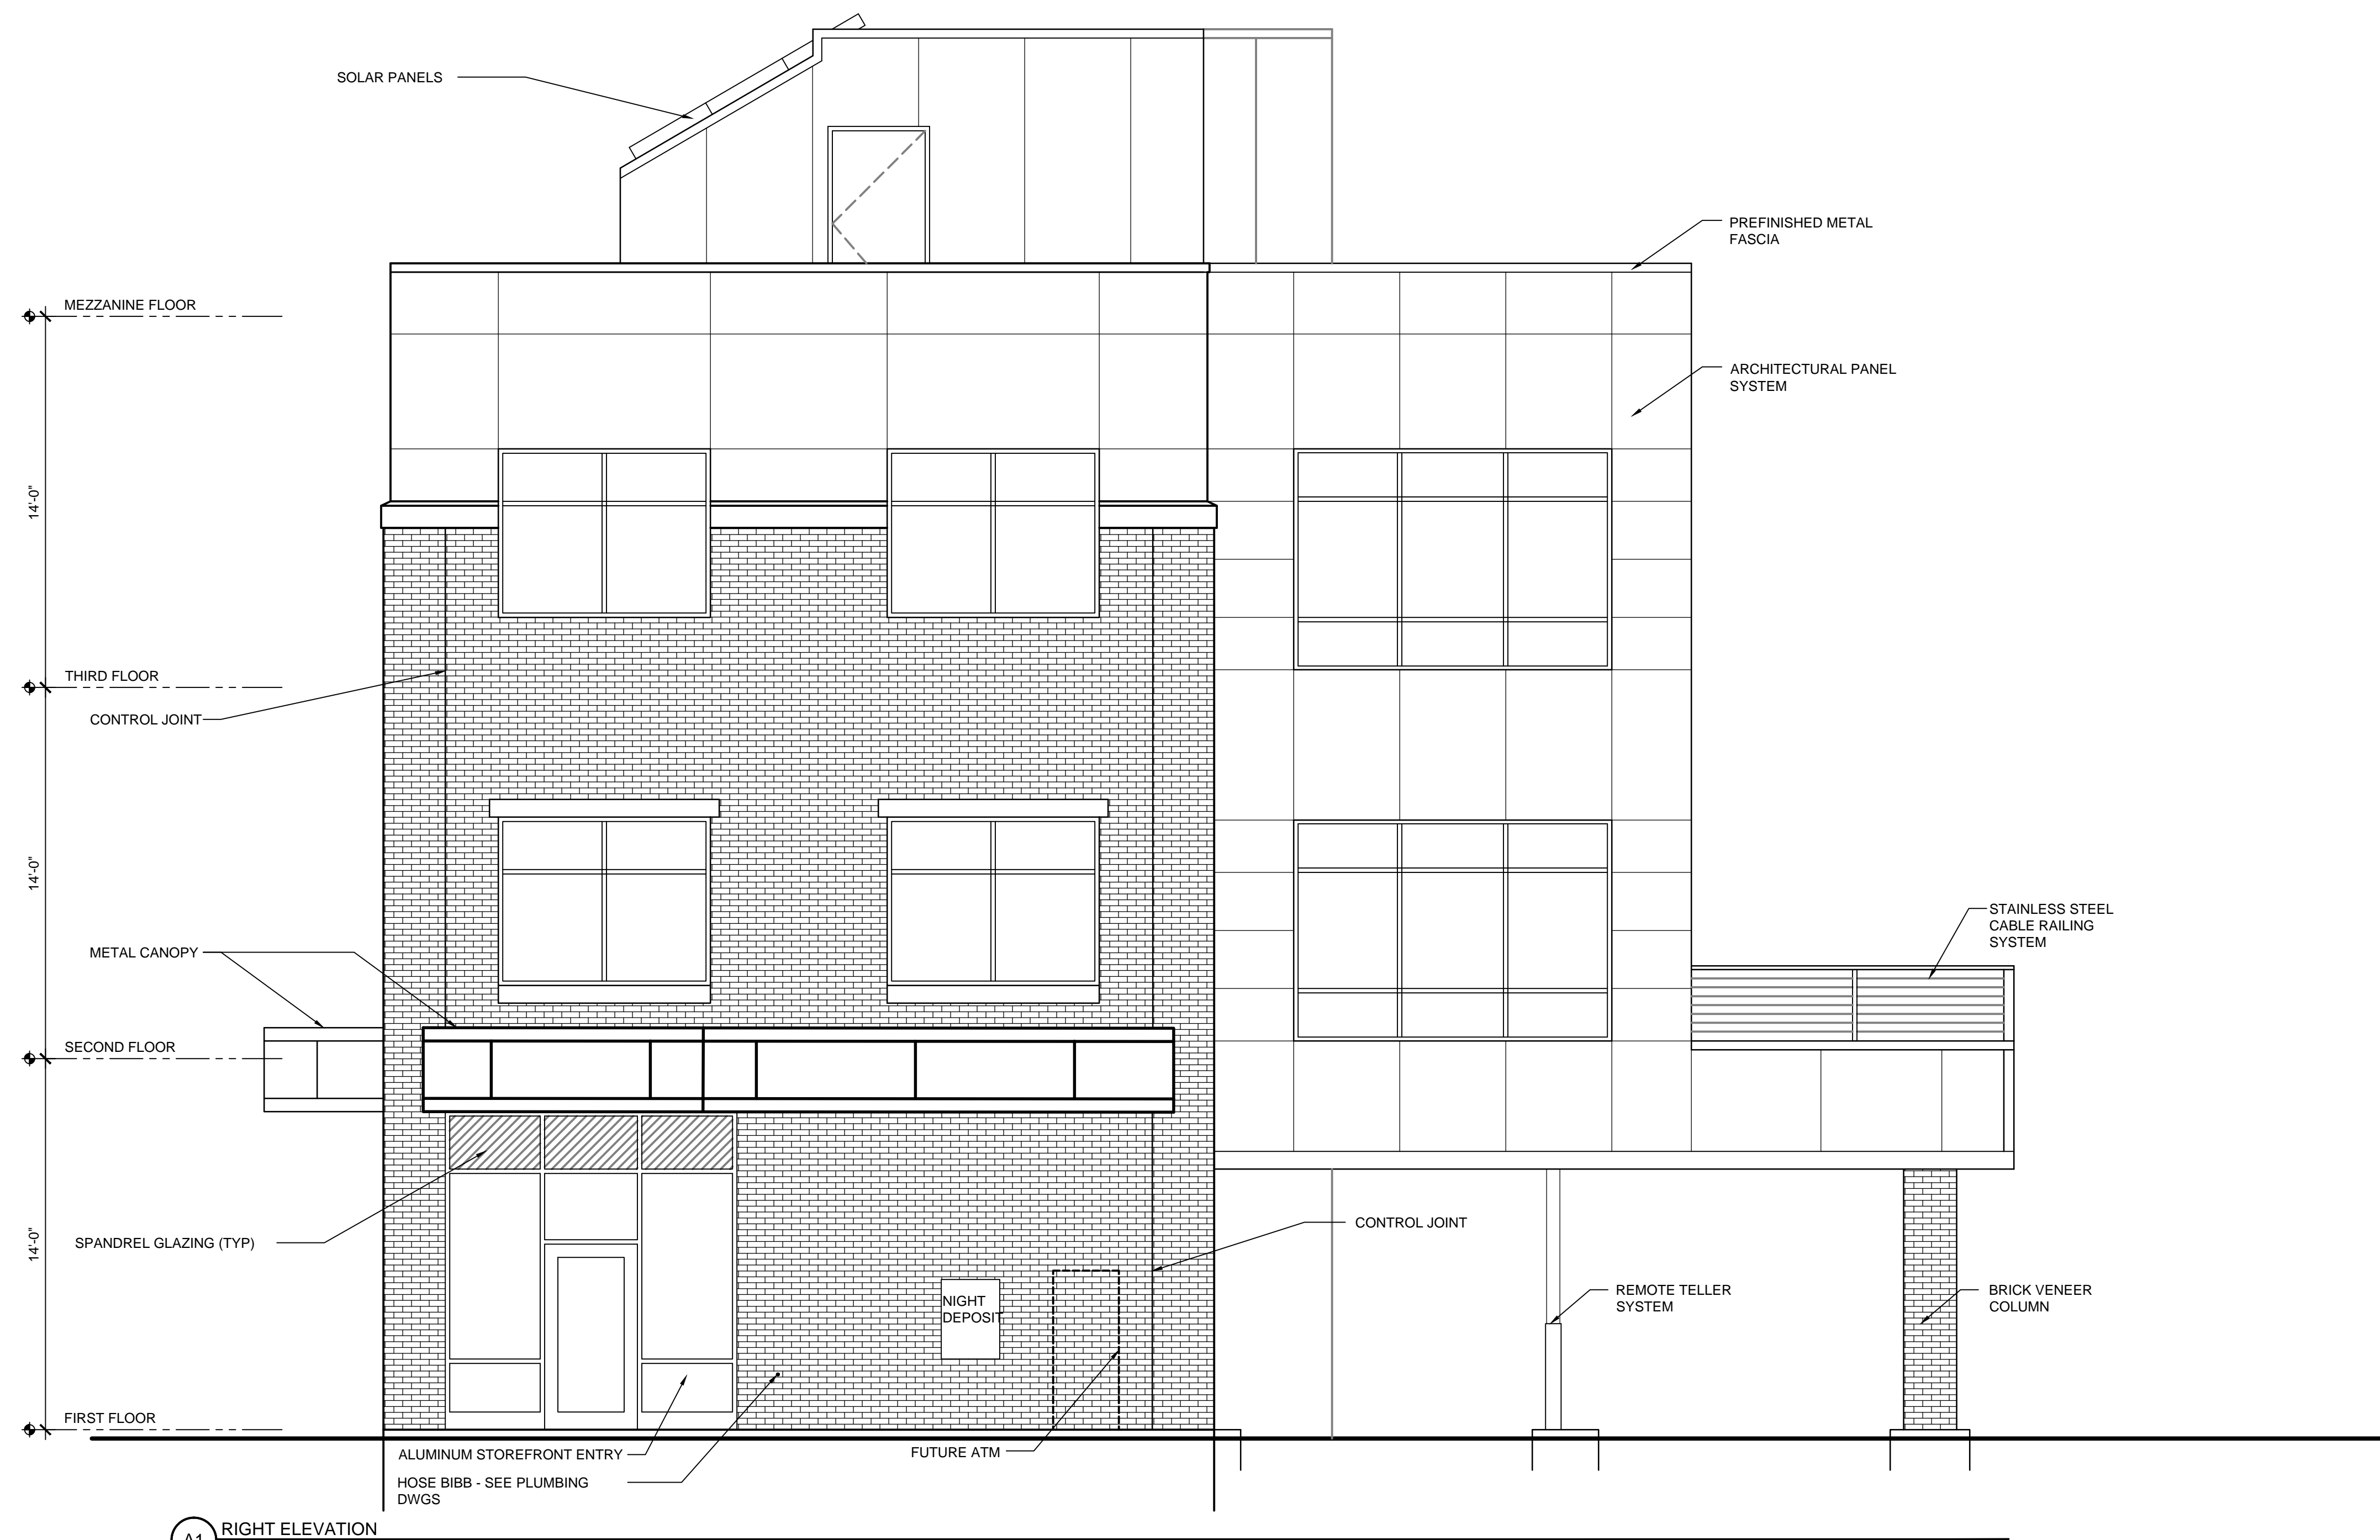 SOLAR PANELS
PREFINISHED METAL
FASCIA
MEZZANINE FLOOR
ARCHITECTURAL PANEL
SYSTEM
14'-0"
THIRD FLOOR
CONTROL JOINT
14'-0"
STAINLESS STEEL
CABLE RAILING
SYSTEM
METAL CANOPY
SECOND FLOOR
14'-0"
SPANDREL GLAZING (TYP)
CONTROL JOINT
NIGHT
DEPOSIT
REMOTE TELLER
SYSTEM
BRICK VENEER
COLUMN
FIRST FLOOR
ALUMINUM STOREFRONT ENTRY
FUTURE ATM
HOSE BIBB - SEE PLUMBING
DWGS
RIGHT ELEVATION
A1